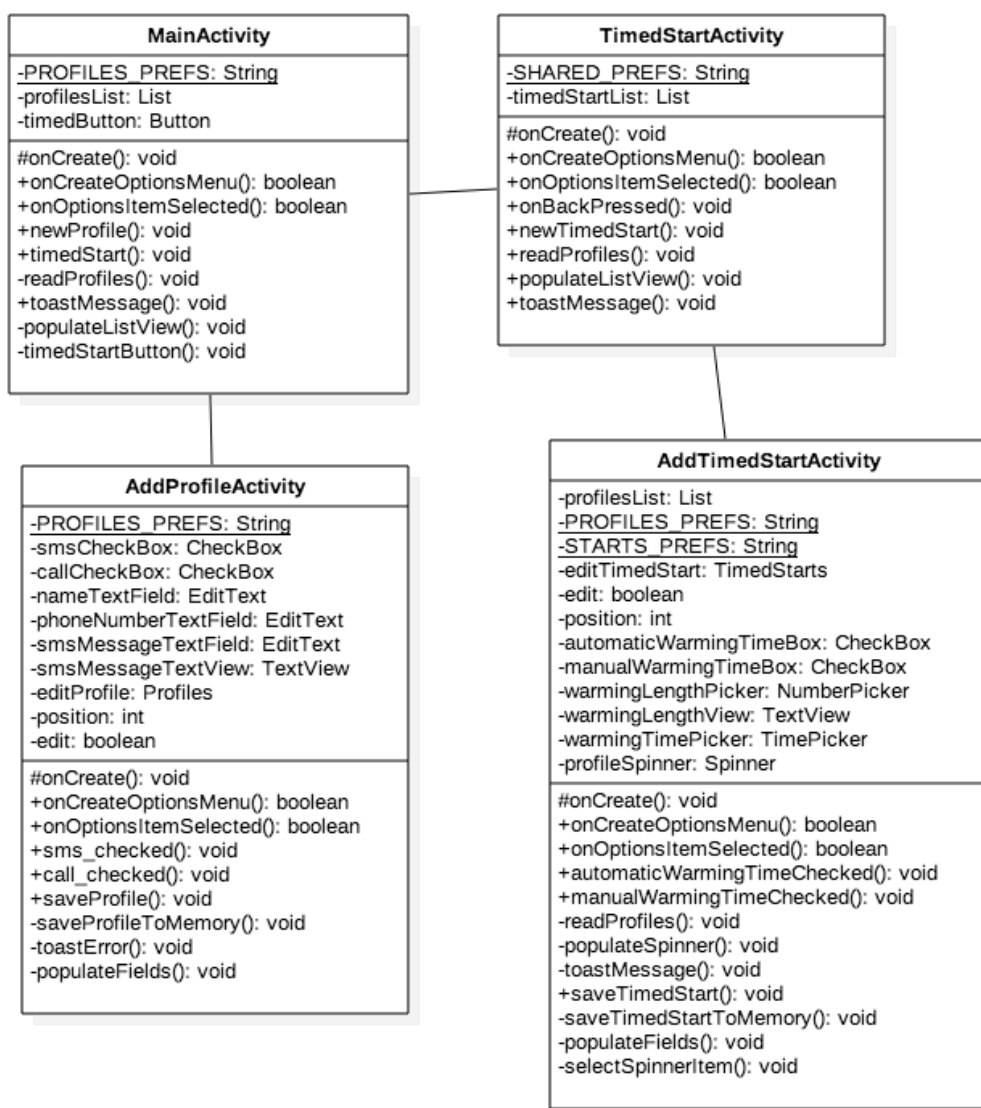 MainActivity
-PROFILES_PREFS: String
-profilesList: List
-timedButton: Button
#onCreate(): void
+onCreateOptionsMenu(): boolean
+onOptionsItemSelected(): boolean
+newProfile(): void
+timedStart(): void
-readProfiles(): void
+toastMessage(): void
-populateListView(): void
-timedStartButton(): void
TimedStartActivity
-SHARED_PREFS: String
-timedStartList: List
#onCreate(): void
+onCreateOptionsMenu(): boolean
+onOptionsItemSelected(): boolean
+onBackPressed(): void
+newTimedStart(): void
+readProfiles(): void
+populateListView(): void
+toastMessage(): void
AddProfileActivity
-PROFILES_PREFS: String
-smsCheckBox: CheckBox
-callCheckBox: CheckBox
-nameTextField: EditText
-phoneNumberTextField: EditText
-smsMessageTextField: EditText
-smsMessageTextView: TextView
-editProfile: Profiles
-position: int
-edit: boolean
#onCreate(): void
+onCreateOptionsMenu(): boolean
+onOptionsItemSelected(): boolean
+sms_checked(): void
+call_checked(): void
+saveProfile(): void
-saveProfileToMemory(): void
-toastError(): void
-populateFields(): void
AddTimedStartActivity
-profilesList: List
-PROFILES_PREFS: String
-STARTS_PREFS: String
-editTimedStart: TimedStarts
-edit: boolean
-position: int
-automaticWarmingTimeBox: CheckBox
-manualWarmingTimeBox: CheckBox
-warmingLengthPicker: NumberPicker
-warmingLengthView: TextView
-warmingTimePicker: TimePicker
-profileSpinner: Spinner
#onCreate(): void
+onCreateOptionsMenu(): boolean
+onOptionsItemSelected(): boolean
+automaticWarmingTimeChecked(): void
+manualWarmingTimeChecked(): void
-readProfiles(): void
-populateSpinner(): void
-toastMessage(): void
+saveTimedStart(): void
-saveTimedStartToMemory(): void
-populateFields(): void
-selectSpinnerItem(): void